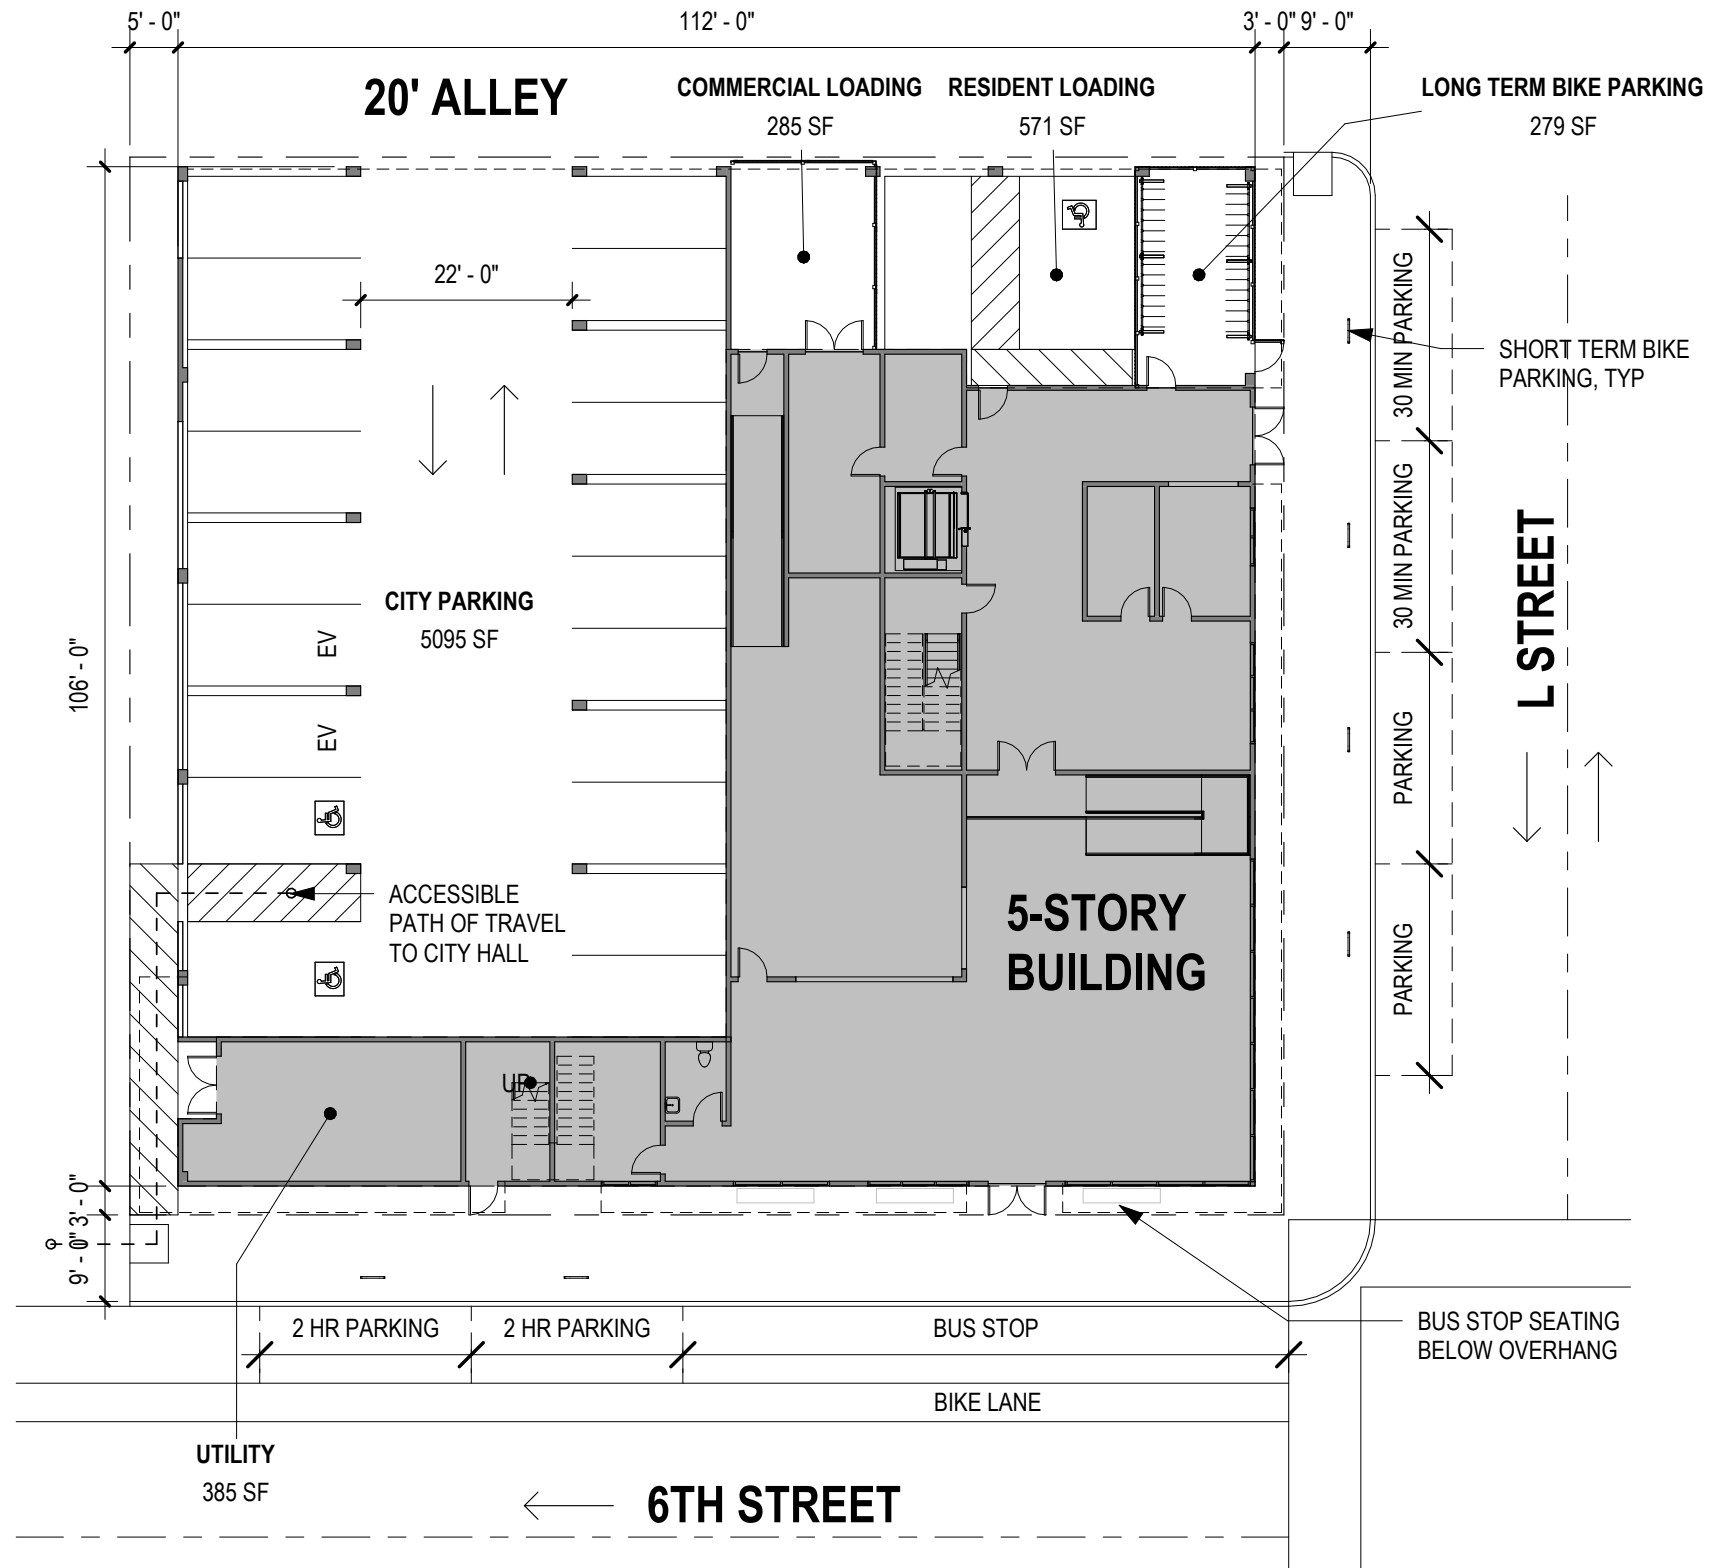 5' - 0"
112' - 0"
3' - 0"
9' - 0"
20' ALLEY
COMMERCIAL LOADING
285 SF
RESIDENT LOADING
571 SF
LONG TERM BIKE PARKING
279 SF
22' - 0"
30 MIN PARKING
SHORT TERM BIKE
PARKING, TYP
30 MIN PARKING
L STREET
CITY PARKING
5095 SF
EV
EV
106' - 0"
PARKING
PARKING
ACCESSIBLE
PATH OF TRAVEL
TO CITY HALL
5-STORY
BUILDING
UP
3' - 0"
9' - 0"
2 HR PARKING
2 HR PARKING
BUS STOP
BUS STOP SEATING
BELOW OVERHANG
BIKE LANE
UTILITY
385 SF
6TH STREET